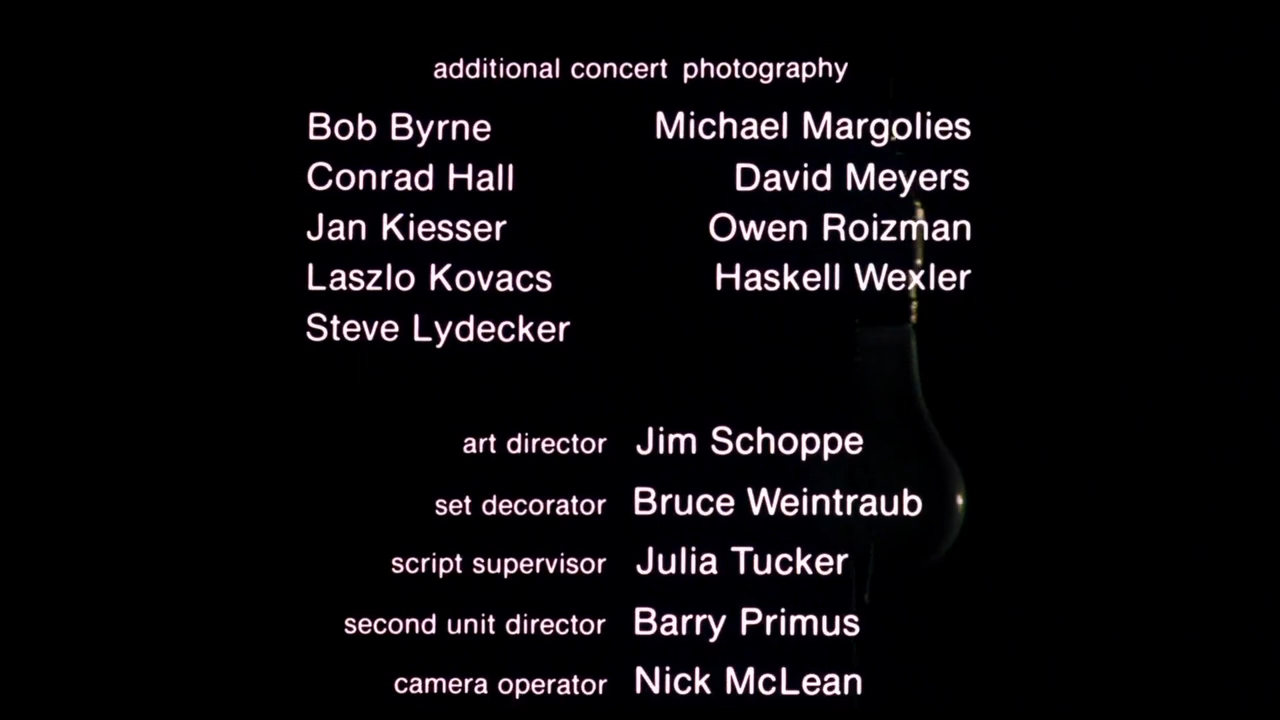 additional concert photography
Bob Byrne Michael Margolies
Conrad Hall David Meyers
Jan Kiesser Owen Roizman
Laszlo Kovacs Haskell Wexler
Steve Lydecker
art director Jim Schoppe
set decorator Bruce Weintraub
script supervisor Julia Tucker
second unit director Barry Primus
camera operator Nick McLean